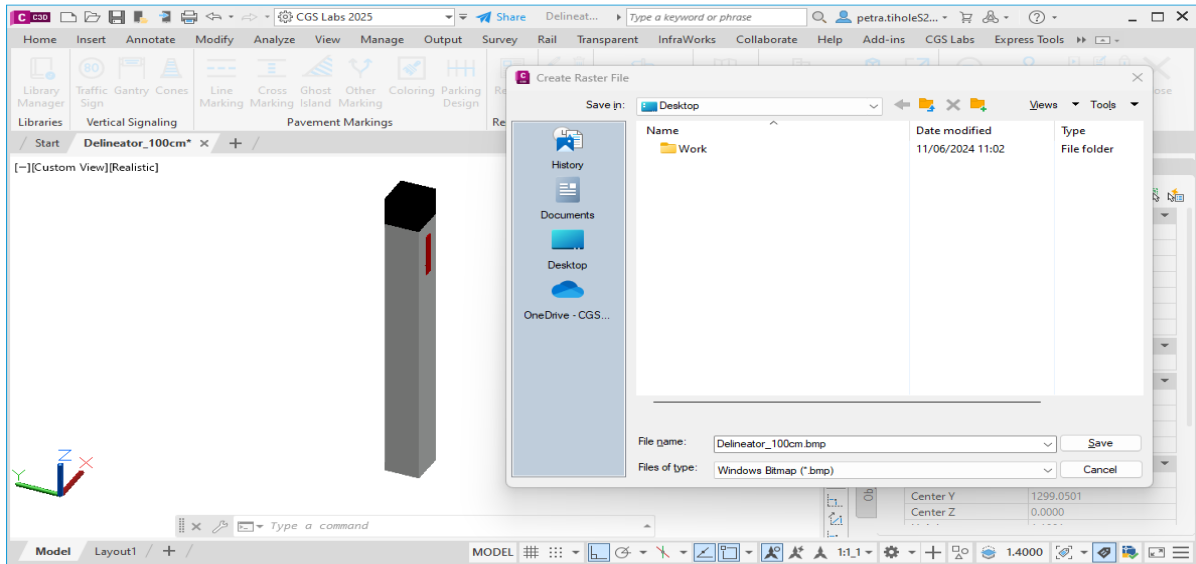 C C3D CGS Labs 2025 Share Delineat... Type a keyword or phrase petra.tiholeS2...
Home Insert Annotate Modify Analyze View Manage Output Survey Rail Transparent InfraWorks Collaborate Help Add-ins CGS Labs Express Tools
Library Manager
80 Traffic Sign
Gantry
Cones
Line Marking
Cross Marking
Ghost Island
Other Marking
Coloring
Parking Design
Libraries Vertical Signaling Pavement Markings
Start Delineator_100cm*
[−][Custom View][Realistic]
Z
Y
X
Create Raster File
Save in: Desktop Views Tools
Name Date modified Type
Work 11/06/2024 11:02 File folder
History
Documents
Desktop
OneDrive - CGS...
File name: Delineator_100cm.bmp Save
Files of type: Windows Bitmap (*.bmp) Cancel
Center Y 1299.0501
Center Z 0.0000
Type a command
Model Layout1 MODEL 1:1_1 1.4000